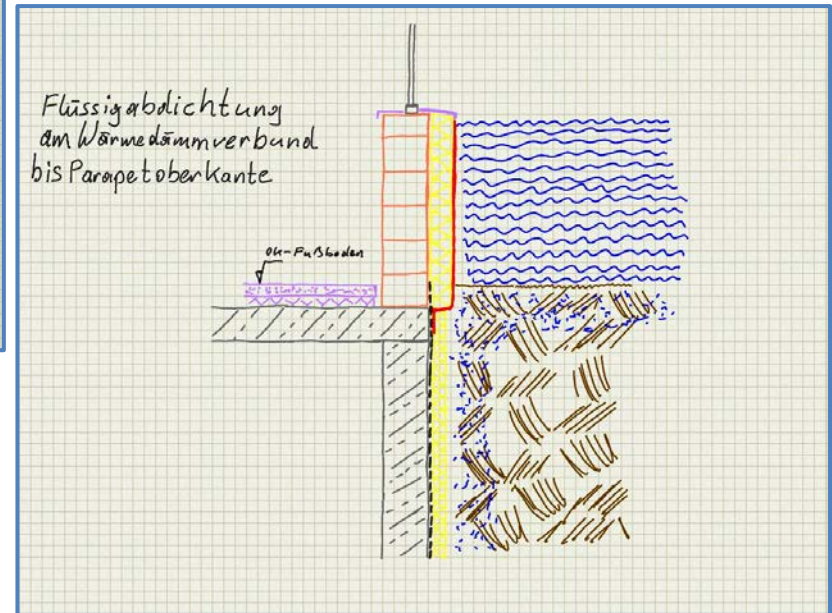 Flüssigabdichtung
am Wärmedämmverbund
bis Parapetoberkante
OK-Fußboden